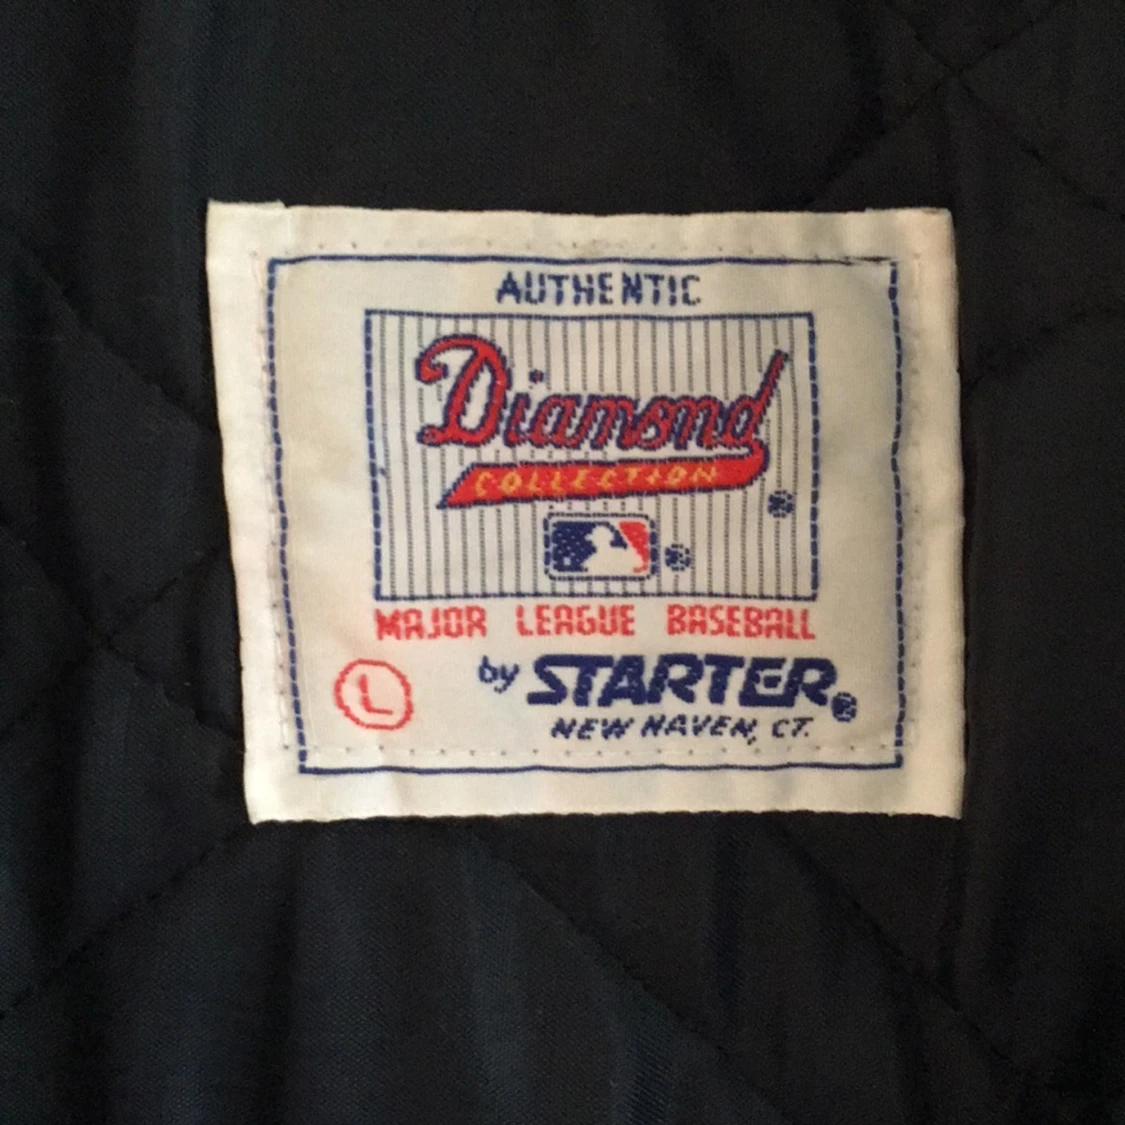 AUTHENTIC
Diamond
COLLECTION ®
®
MAJOR LEAGUE BASEBALL
L by STARTER®
NEW HAVEN, CT.